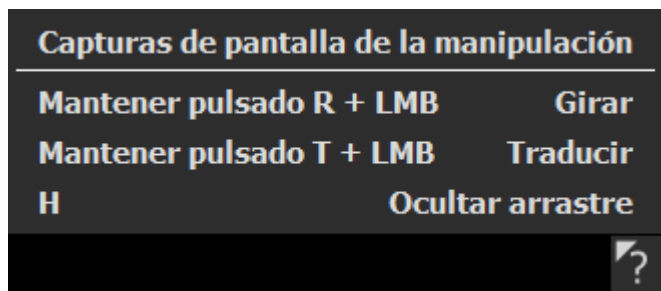 Capturas de pantalla de la manipulación
Mantener pulsado R + LMB Girar
Mantener pulsado T + LMB Traducir
H Ocultar arrastre
?